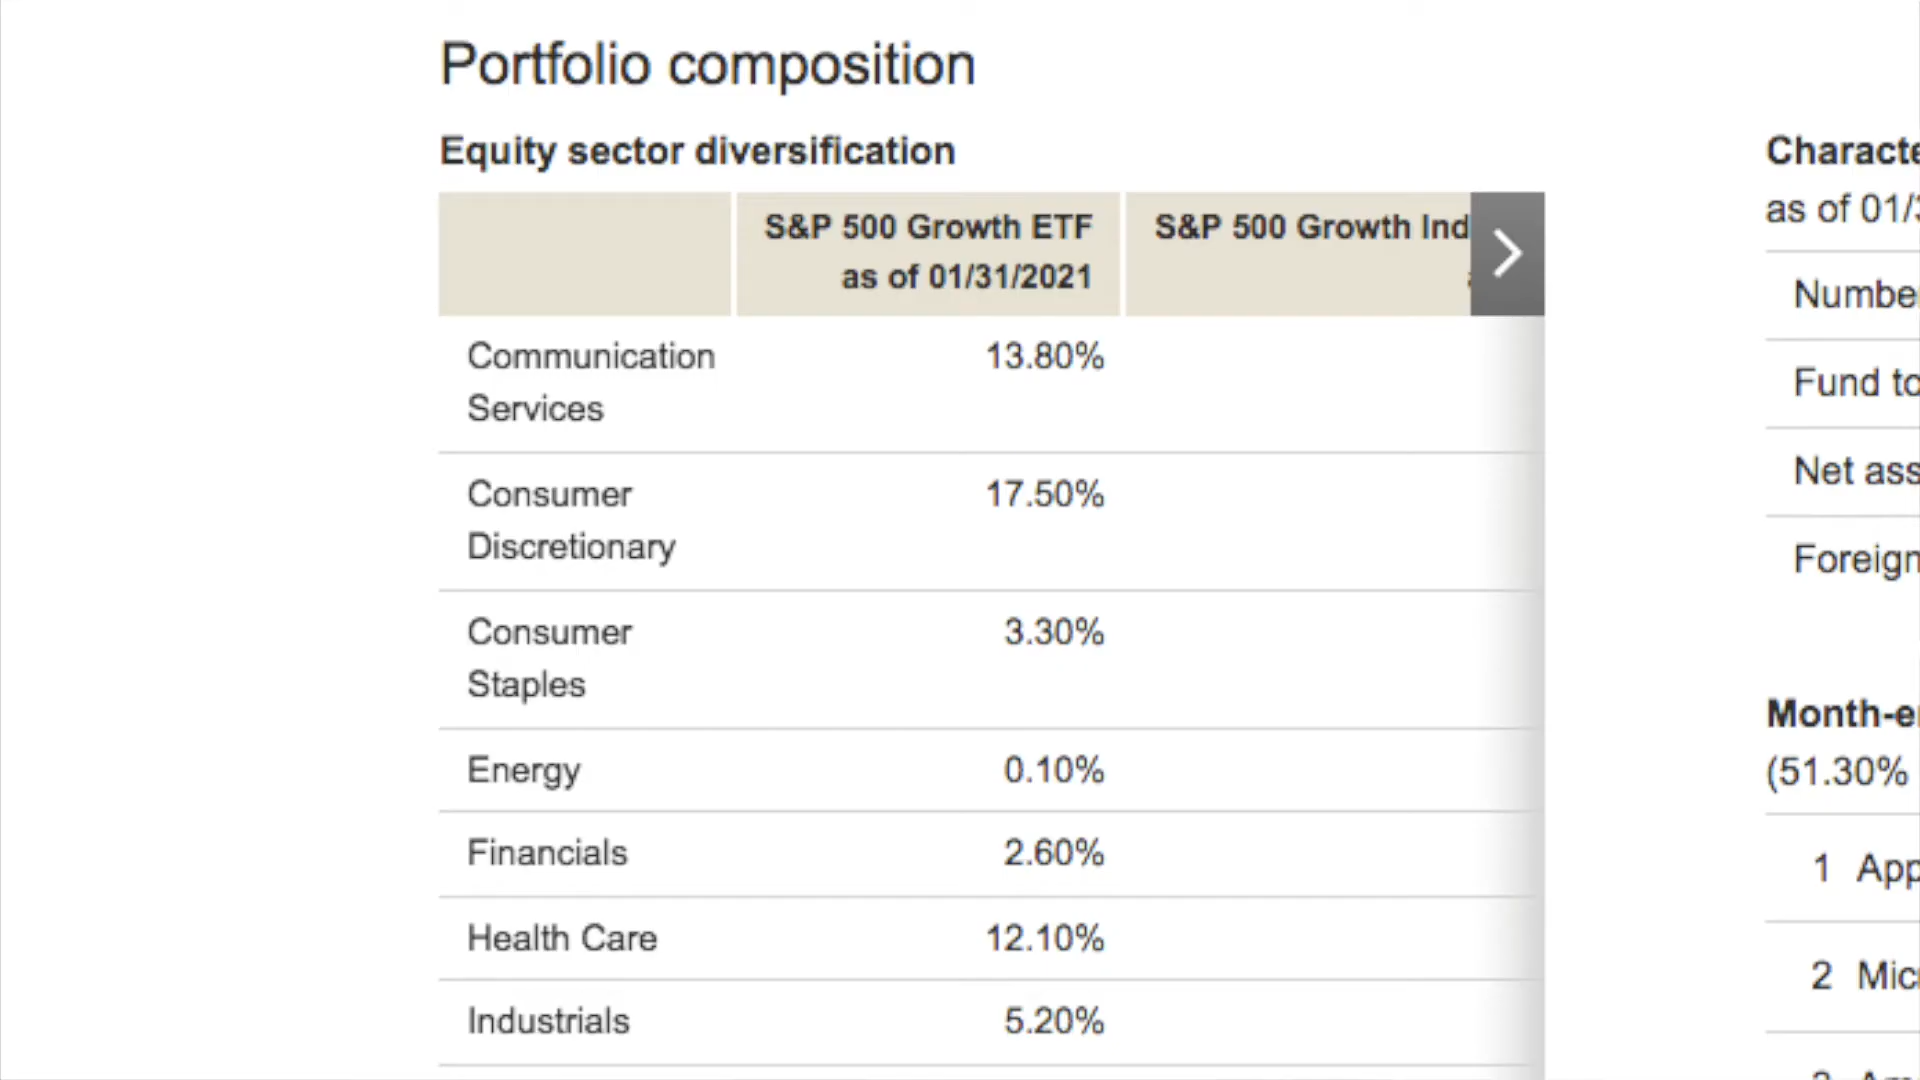 Portfolio composition
Equity sector diversification
S&P 500 Growth ETF
as of 01/31/2021
S&P 500 Growth Ind
Communication
Services
13.80%
Consumer
Discretionary
17.50%
Consumer
Staples
3.30%
Energy 0.10%
Financials 2.60%
Health Care 12.10%
Industrials 5.20%
Characte
as of 01/3
Numbe
Fund to
Net ass
Foreign
Month-e
(51.30%
1 App
2 Mic